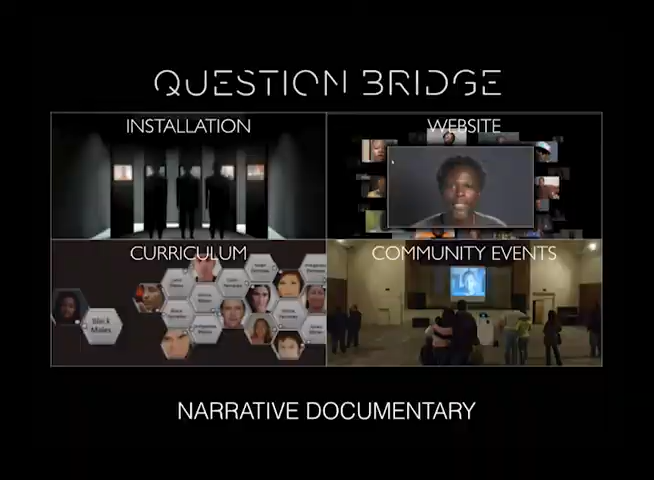 QUESTION BRIDGE
INSTALLATION
WEBSITE
CURRICULUM
COMMUNITY EVENTS
Black
Males
NARRATIVE DOCUMENTARY